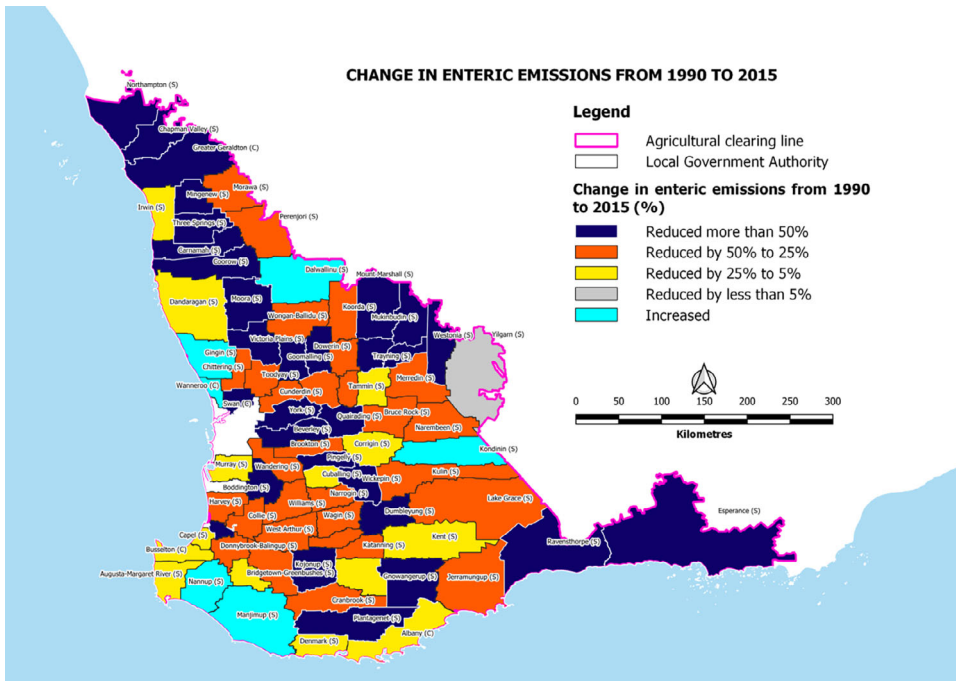 CHANGE IN ENTERIC EMISSIONS FROM 1990 TO 2015
Legend
Agricultural clearing line
Local Government Authority
Change in enteric emissions from 1990
to 2015 (%)
Reduced more than 50%
Reduced by 50% to 25%
Reduced by 25% to 5%
Reduced by less than 5%
Increased
0 50 100 150 200 250 300
Kilometres
Northampton (S)
Chapman Valley (S)
Greater Geraldton (C)
Morawa (S)
Mingenew (S)
Irwin (S)
Perenjori (S)
Three Springs (S)
Carnamah (S)
Coorow (S)
Dalwallinu (S)
Mount Marshall (S)
Dandaragan (S)
Moora (S)
Koorda (S)
Wongan-Ballidu (S)
Mukinbudin (S)
Westonia (S)
Yilgarn (S)
Victoria Plains (S)
Dowerin (S)
Gingin (S)
Goomalling (S)
Trayning (S)
Chittering (S)
Toodyay (S)
Merredin (S)
Wanneroo (C)
Tammin (S)
Cunderdin (S)
Swan (C)
York (S)
Quairading (S)
Bruce Rock (S)
Beverley (S)
Narembeen (S)
Brookton (S)
Corrigin (S)
Kondinin (S)
Pingelly (S)
Murray (S)
Wandering (S)
Cuballing (S)
Wickepin (S)
Kulin (S)
Boddington (S)
Narrogin (S)
Lake Grace (S)
Harvey (S)
Williams (S)
Dumbleyung (S)
Esperance (S)
Collie (S)
Wagin (S)
West Arthur (S)
Capel (S)
Kent (S)
Ravensthorpe (S)
Busselton (C)
Donnybrook-Balingup (S)
Katanning (S)
Kojonup (S)
Augusta-Margaret River (S)
Bridgetown-Greenbushes (S)
Gnowangerup (S)
Jerramungup (S)
Nannup (S)
Cranbrook (S)
Manjimup (S)
Plantagenet (S)
Albany (C)
Denmark (S)